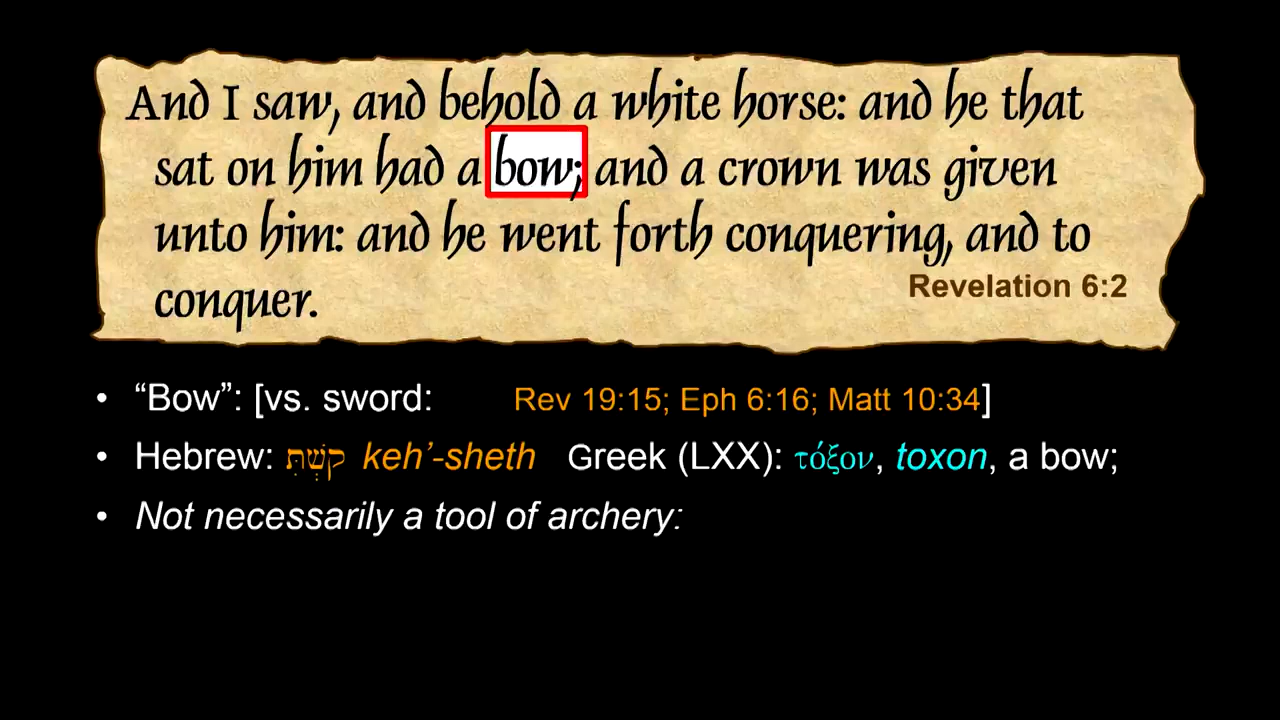 And I saw, and behold a white horse: and he that
sat on him had a bow; and a crown was given
unto him: and he went forth conquering, and to
conquer.
Revelation 6:2
• “Bow”: [vs. sword: Rev 19:15; Eph 6:16; Matt 10:34]
• Hebrew: קשְׁתִּ keh’-sheth Greek (LXX): τόξον, toxon, a bow;
• Not necessarily a tool of archery: